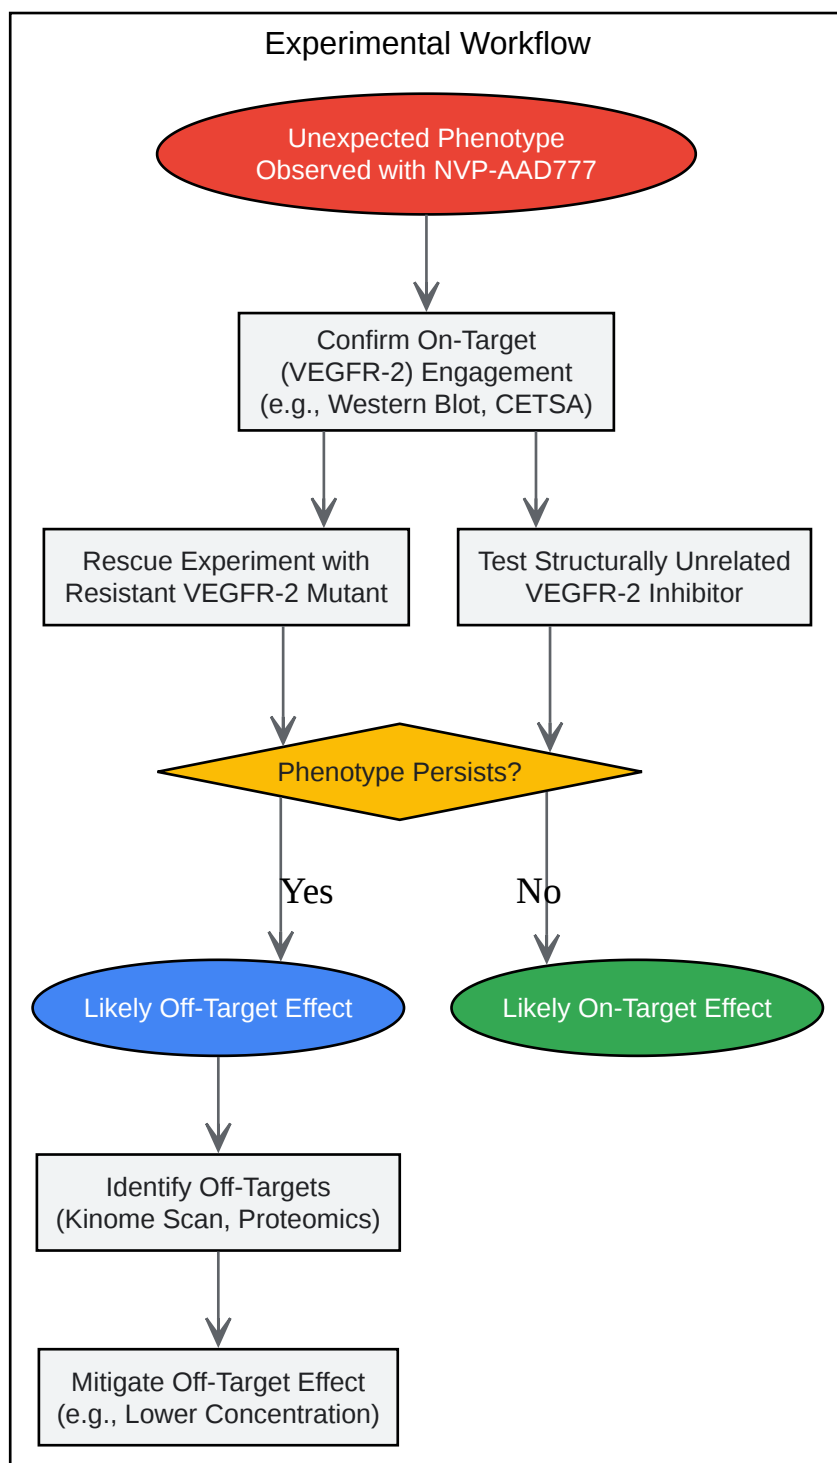 Experimental Workflow
Unexpected Phenotype
Observed with NVP-AAD777
Confirm On-Target
(VEGFR-2) Engagement
(e.g., Western Blot, CETSA)
Rescue Experiment with
Resistant VEGFR-2 Mutant
Test Structurally Unrelated
VEGFR-2 Inhibitor
Phenotype Persists?
Yes
No
Likely Off-Target Effect
Likely On-Target Effect
Identify Off-Targets
(Kinome Scan, Proteomics)
Mitigate Off-Target Effect
(e.g., Lower Concentration)